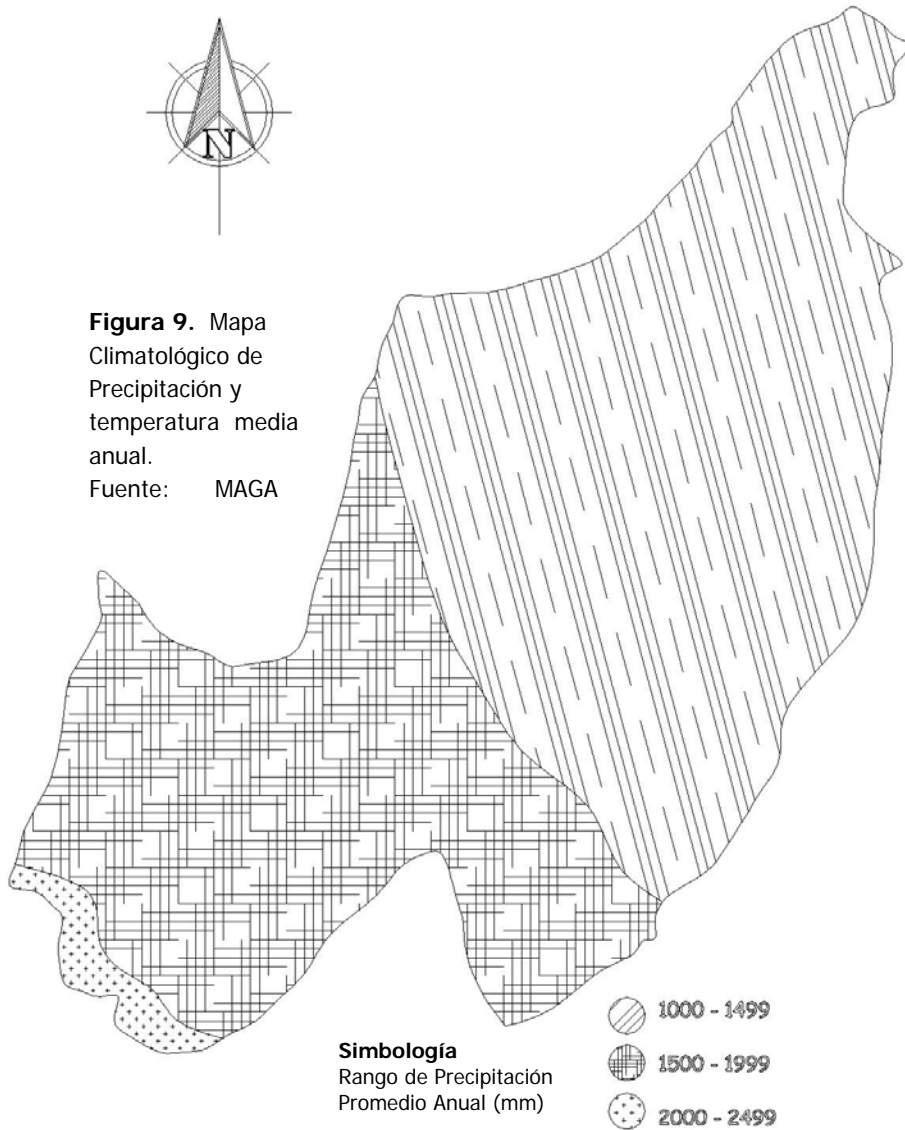 N
Figura 9. Mapa
Climatológico de
Precipitación y
temperatura media
anual.
Fuente: MAGA
Simbología
Rango de Precipitación
Promedio Anual (mm)
1000 - 1499
1500 - 1999
2000 - 2499